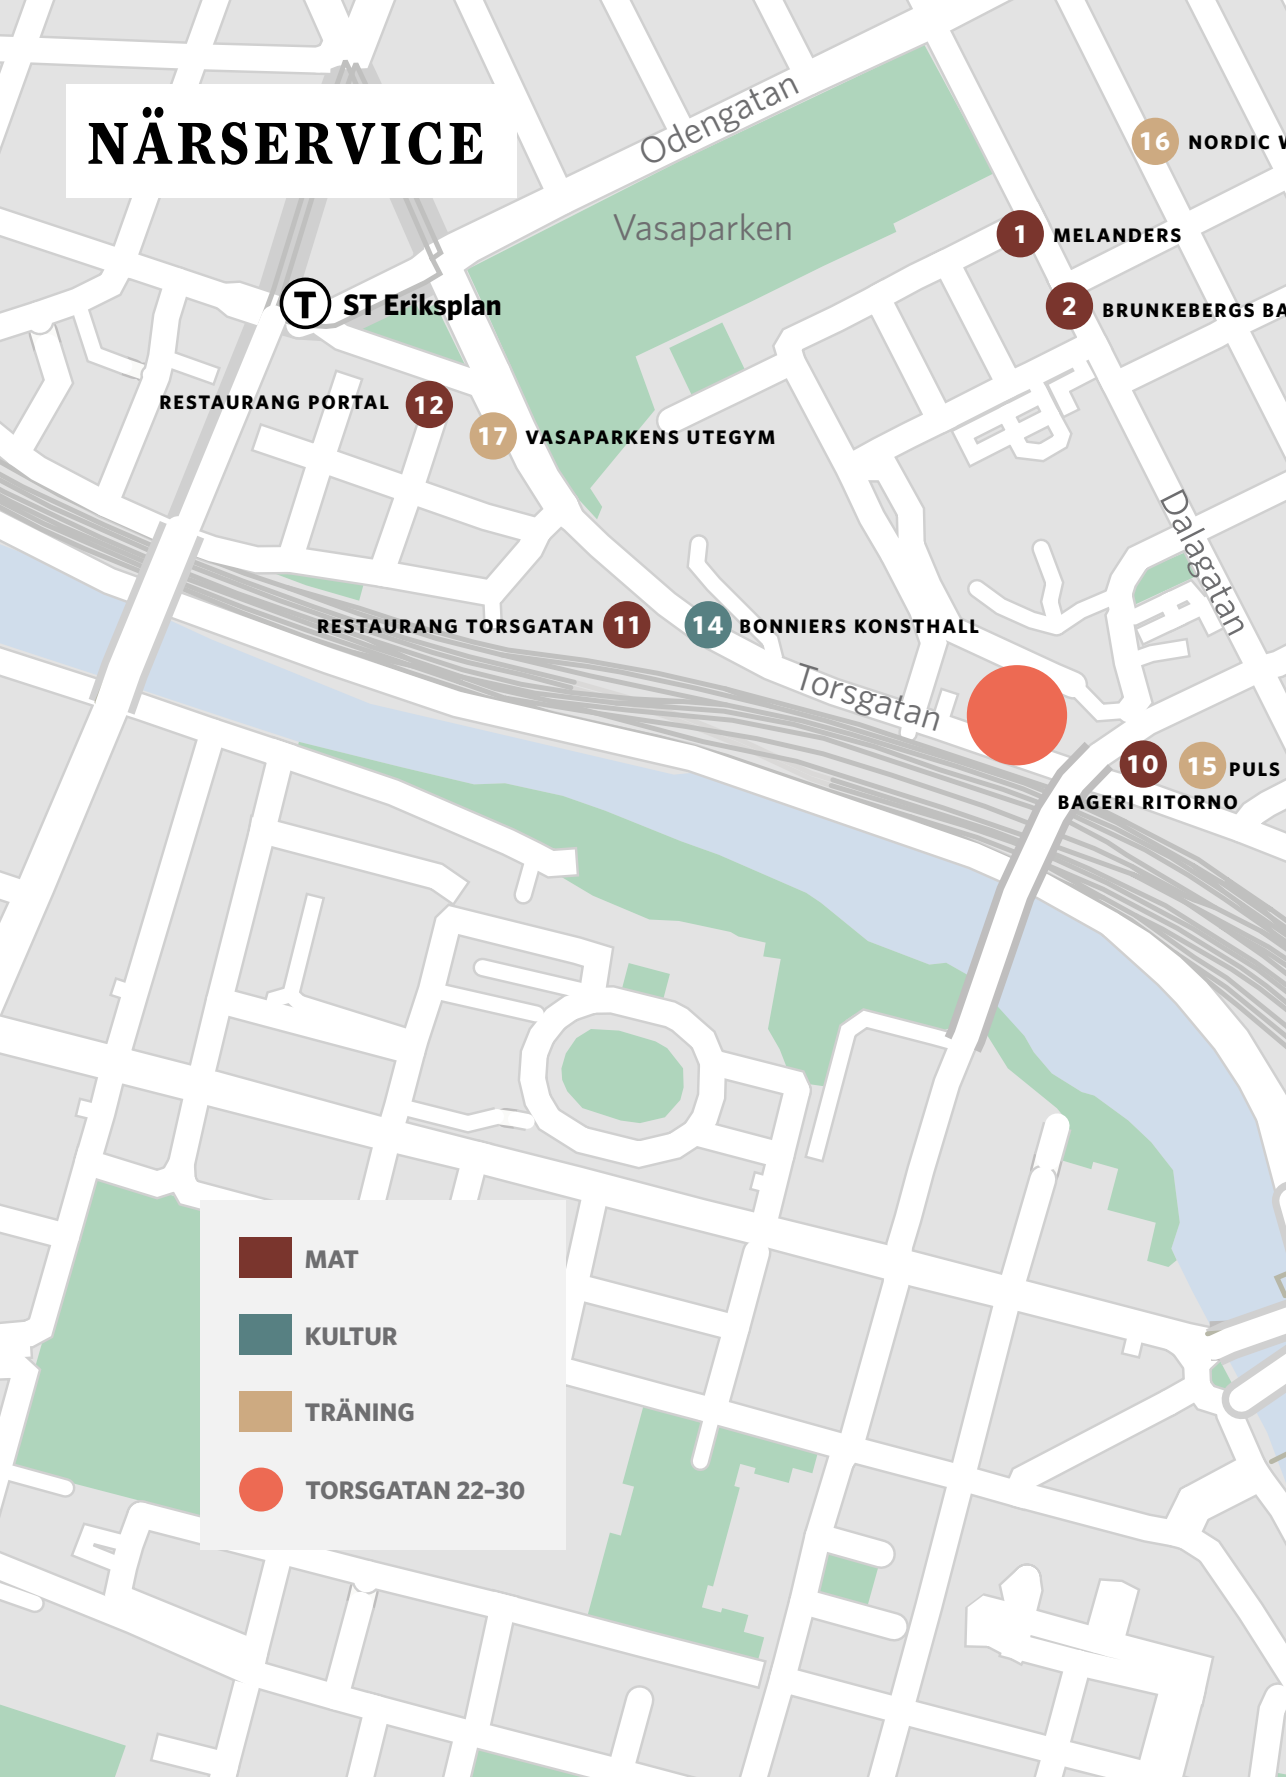 Odengatan
NÄRSERVICE
16 NORDIC
Vasaparken
1 MELANDERS
T ST Eriksplan
2 BRUNKEBERGS
RESTAURANG PORTAL 12
17 VASAPARKENS UTEGYM
Dalagatan
RESTAURANG TORSGATAN 11
14 BONNIERS KONSTHALL
Torsgatan
10 15 PULS
BAGERI RITORNO
MAT
KULTUR
TRÄNING
TORSGATAN 22–30